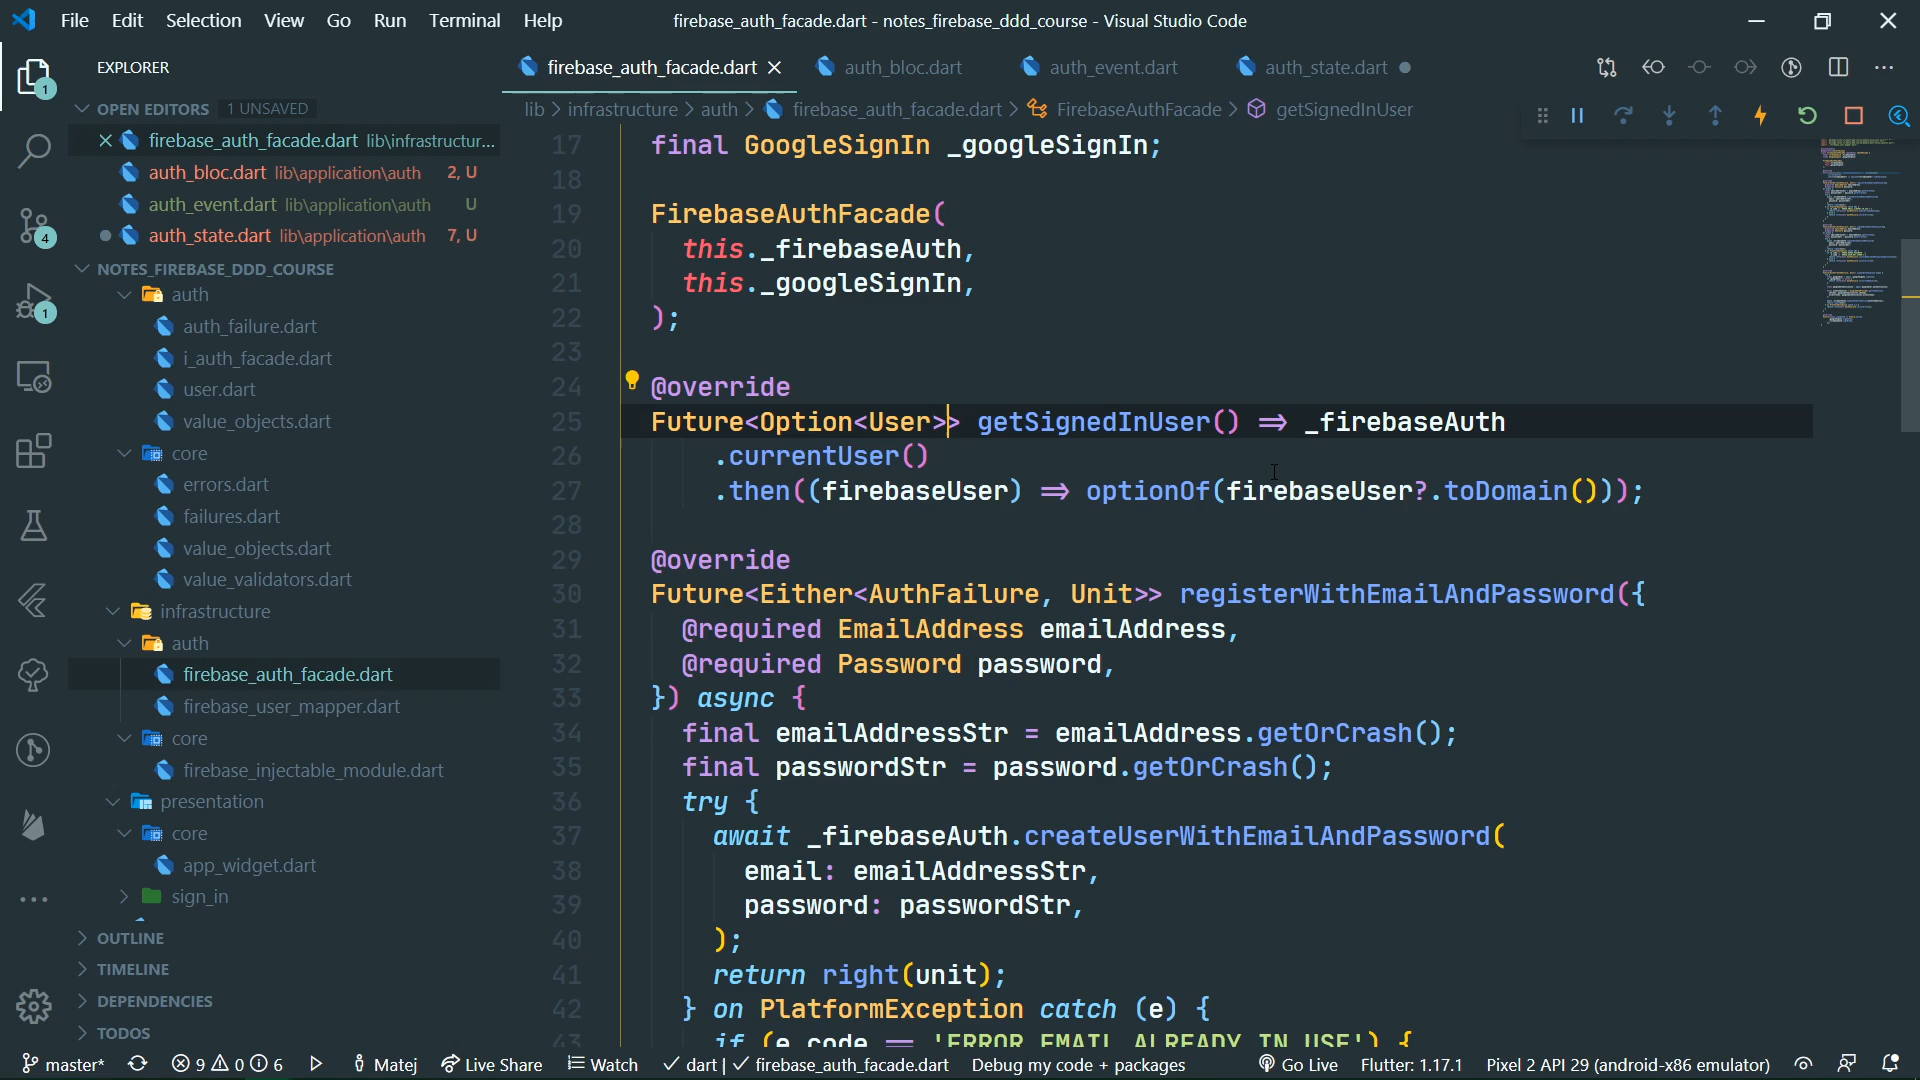 File Edit Selection View Go Run Terminal Help
firebase_auth_facade.dart - notes_firebase_ddd_course - Visual Studio Code
EXPLORER
OPEN EDITORS 1 UNSAVED
firebase_auth_facade.dart lib\infrastructur...
auth_bloc.dart lib\application\auth 2, U
auth_event.dart lib\application\auth U
auth_state.dart lib\application\auth 7, U
NOTES_FIREBASE_DDD_COURSE
auth
auth_failure.dart
i_auth_facade.dart
user.dart
value_objects.dart
core
errors.dart
failures.dart
value_objects.dart
value_validators.dart
infrastructure
auth
firebase_auth_facade.dart
firebase_user_mapper.dart
core
firebase_injectable_module.dart
presentation
core
app_widget.dart
sign_in
OUTLINE
TIMELINE
DEPENDENCIES
TODOS
1
4
1
firebase_auth_facade.dart auth_bloc.dart auth_event.dart auth_state.dart
lib > infrastructure > auth > firebase_auth_facade.dart > FirebaseAuthFacade > getSignedInUser
17 final GoogleSignIn _googleSignIn;
18
19 FirebaseAuthFacade(
20 this._firebaseAuth,
21 this._googleSignIn,
22 );
23
24 @override
25 Future<Option<User>> getSignedInUser() => _firebaseAuth
26 .currentUser()
27 .then((firebaseUser) => optionOf(firebaseUser?.toDomain()));
28
29 @override
30 Future<Either<AuthFailure, Unit>> registerWithEmailAndPassword({
31 @required EmailAddress emailAddress,
32 @required Password password,
33 }) async {
34 final emailAddressStr = emailAddress.getOrCrash();
35 final passwordStr = password.getOrCrash();
36 try {
37 await _firebaseAuth.createUserWithEmailAndPassword(
38 email: emailAddressStr,
39 password: passwordStr,
40 );
41 return right(unit);
42 } on PlatformException catch (e) {
43 if (e.code == 'ERROR_EMAIL_ALREADY_IN_USE') {
master* 9 0 6 Matej Live Share Watch dart | firebase_auth_facade.dart Debug my code + packages Go Live Flutter: 1.17.1 Pixel 2 API 29 (android-x86 emulator)